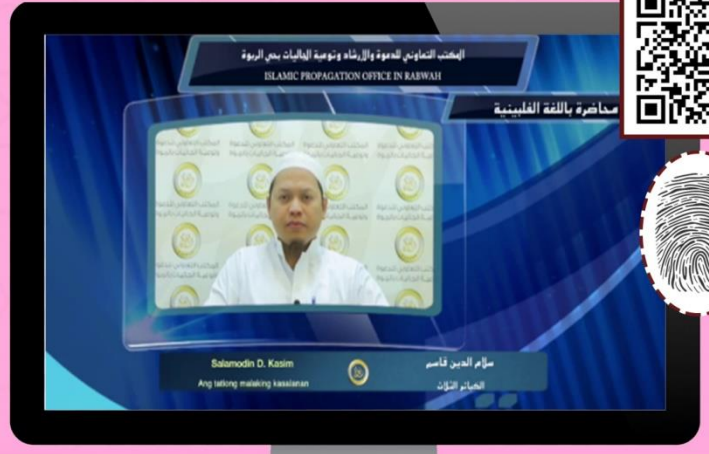 المكتب التعاوني للدعوة والإرشاد وتوعية الجاليات بحي الربوة
ISLAMIC PROPAGATION OFFICE IN RABWAH
محاضرة باللغة الفلبينية
Salamodin D. Kasim
سلام الدين قاسم
Ang tatlong malaking kasalanan
الكبائر الثلاث